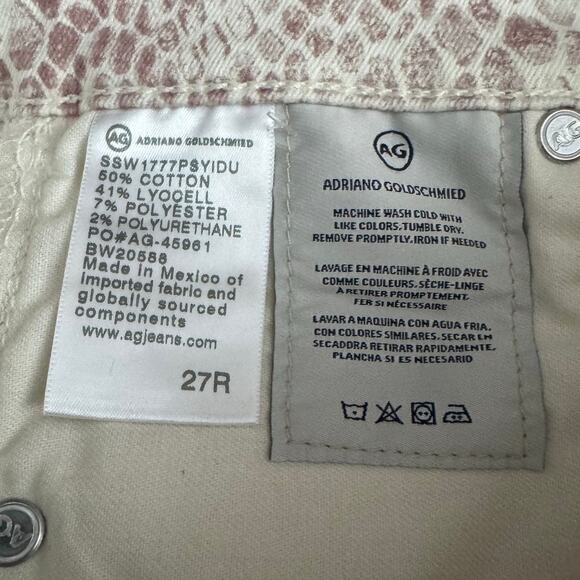 AG ADRIANO GOLDSCHMIED
SSW1777PSYIDU
50% COTTON
41% LYOCELL
7% POLYESTER
2% POLYURETHANE
PO#AG-45961
BW20588
Made in Mexico of
imported fabric and
globally sourced
components
www.agjeans.com
27R
AG
ADRIANO GOLDSCHMIED
MACHINE WASH COLD WITH
LIKE COLORS. TUMBLE DRY.
REMOVE PROMPTLY. IRON IF NEEDED
LAVAGE EN MACHINE À FROID AVEC
COMME COULEURS. SÈCHE-LINGE
A RETIRER PROMPTEMENT.
FER SI NÉCESSAIRE
LAVAR A MAQUINA CON AGUA FRIA.
CON COLORES SIMILARES. SECAR EN
SECADORA RETIRAR RAPIDAMENTE.
PLANCHA SI ES NECESARIO
AG
AG